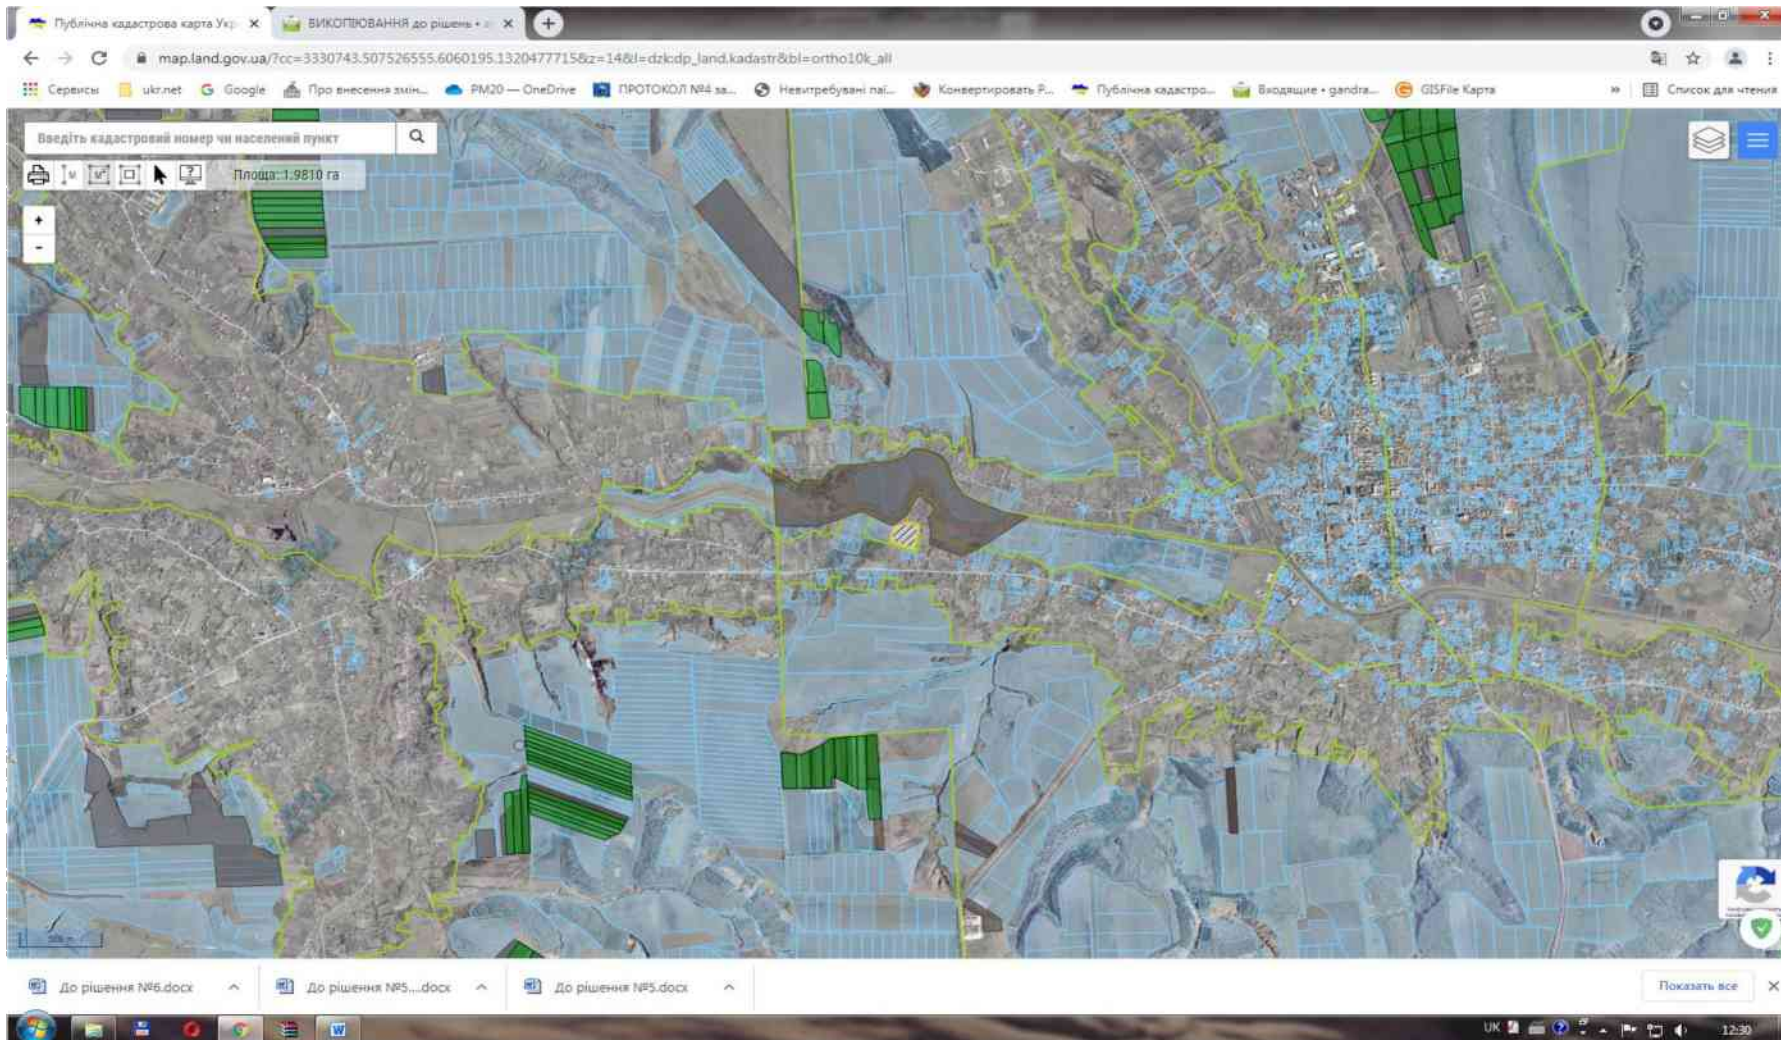 Публічна кадастрова карта Укр
ВИКОПІЮВАННЯ до рішень •
map.land.gov.ua/?cc=3330743.507526555.6060195.1320477715&z=14&l=dzk:dp_land.kadastr&bl=ortho10k_all
Сервисы
ukr.net
Google
Про внесення змін...
PM20 — OneDrive
ПРОТОКОЛ №4 за...
Невитребувані паї...
Конвертировать P...
Публічна кадастро...
Входящие • gandra...
GISFile Карта
»
Список для чтения
Введіть кадастровий номер чи населений пункт
Площа::1.9810 га
+
-
До рішення №6.docx
До рішення №5....docx
До рішення №5.docx
Показать все
UK
12:30